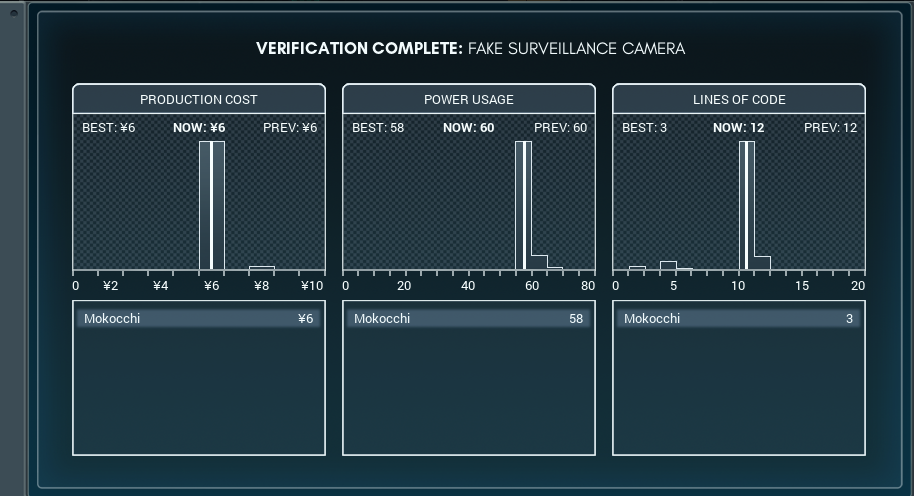 VERIFICATION COMPLETE: FAKE SURVEILLANCE CAMERA
PRODUCTION COST
BEST: ¥6 NOW: ¥6 PREV: ¥6
0 ¥2 ¥4 ¥6 ¥8 ¥10
Mokocchi ¥6
POWER USAGE
BEST: 58 NOW: 60 PREV: 60
0 20 40 60 80
Mokocchi 58
LINES OF CODE
BEST: 3 NOW: 12 PREV: 12
0 5 10 15 20
Mokocchi 3